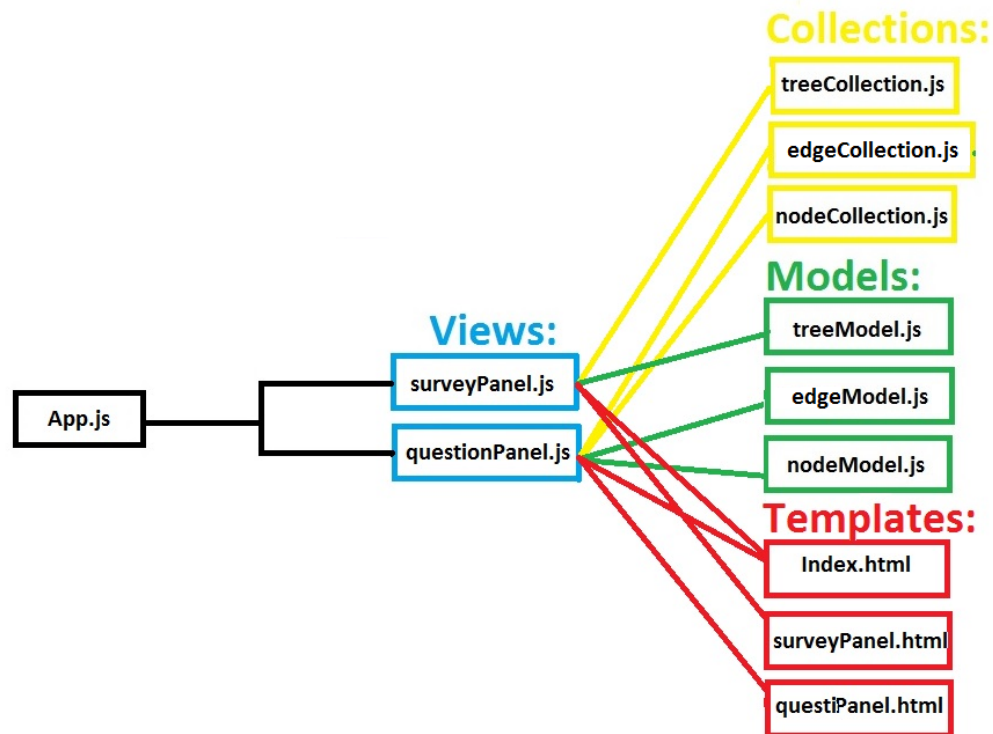 Collections:
treeCollection.js
edgeCollection.js
nodeCollection.js
Models:
treeModel.js
edgeModel.js
nodeModel.js
Views:
surveyPanel.js
questionPanel.js
App.js
Templates:
Index.html
surveyPanel.html
questiPanel.html